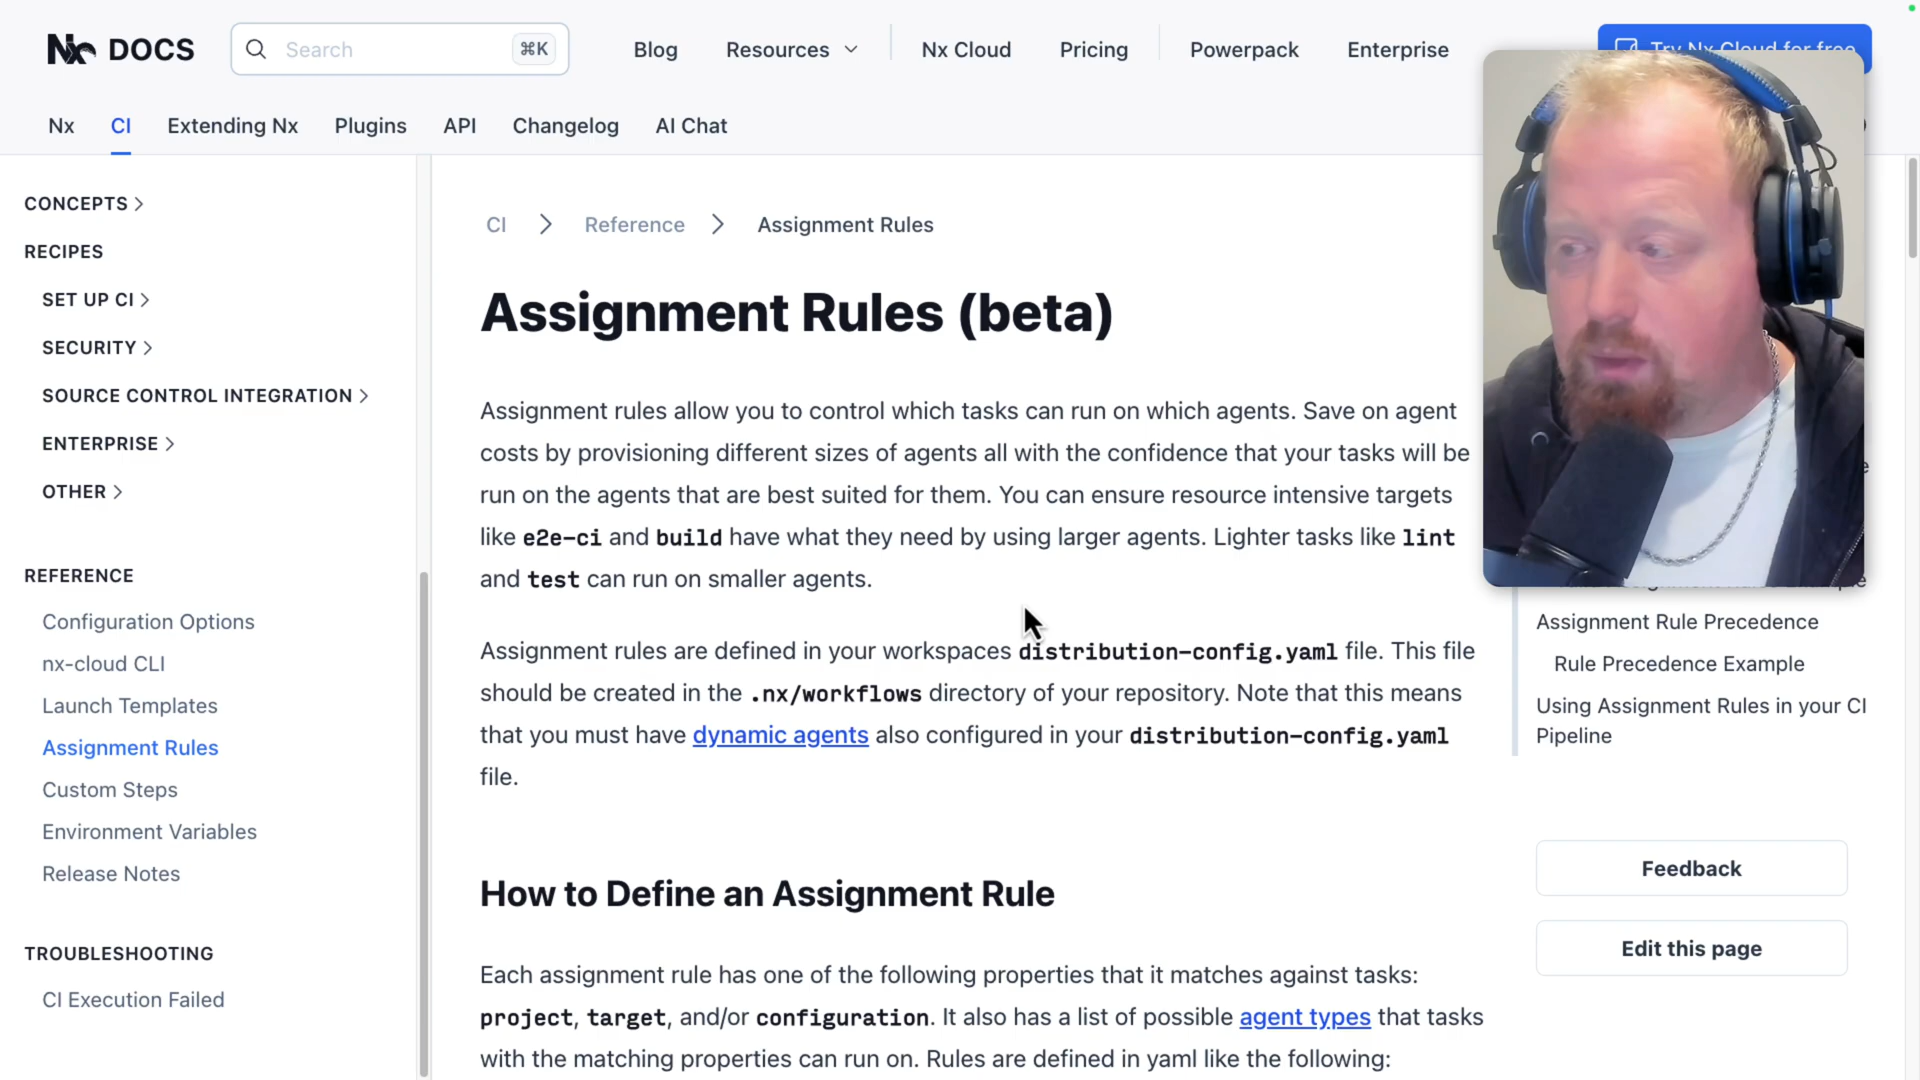 Nx DOCS
Search
⌘K
Blog
Resources
Nx Cloud
Pricing
Powerpack
Enterprise
Try Nx Cloud for free
Nx
CI
Extending Nx
Plugins
API
Changelog
AI Chat
CONCEPTS
RECIPES
SET UP CI
SECURITY
SOURCE CONTROL INTEGRATION
ENTERPRISE
OTHER
REFERENCE
Configuration Options
nx-cloud CLI
Launch Templates
Assignment Rules
Custom Steps
Environment Variables
Release Notes
TROUBLESHOOTING
CI Execution Failed
CI > Reference > Assignment Rules
Assignment Rules (beta)
Assignment rules allow you to control which tasks can run on which agents. Save on agent
costs by provisioning different sizes of agents all with the confidence that your tasks will be
run on the agents that are best suited for them. You can ensure resource intensive targets
like e2e-ci and build have what they need by using larger agents. Lighter tasks like lint
and test can run on smaller agents.
Assignment rules are defined in your workspaces distribution-config.yaml file. This file
should be created in the .nx/workflows directory of your repository. Note that this means
that you must have dynamic agents also configured in your distribution-config.yaml
file.
How to Define an Assignment Rule
Each assignment rule has one of the following properties that it matches against tasks:
project, target, and/or configuration. It also has a list of possible agent types that tasks
with the matching properties can run on. Rules are defined in yaml like the following:
Assignment Rule Precedence
Rule Precedence Example
Using Assignment Rules in your CI
Pipeline
Feedback
Edit this page